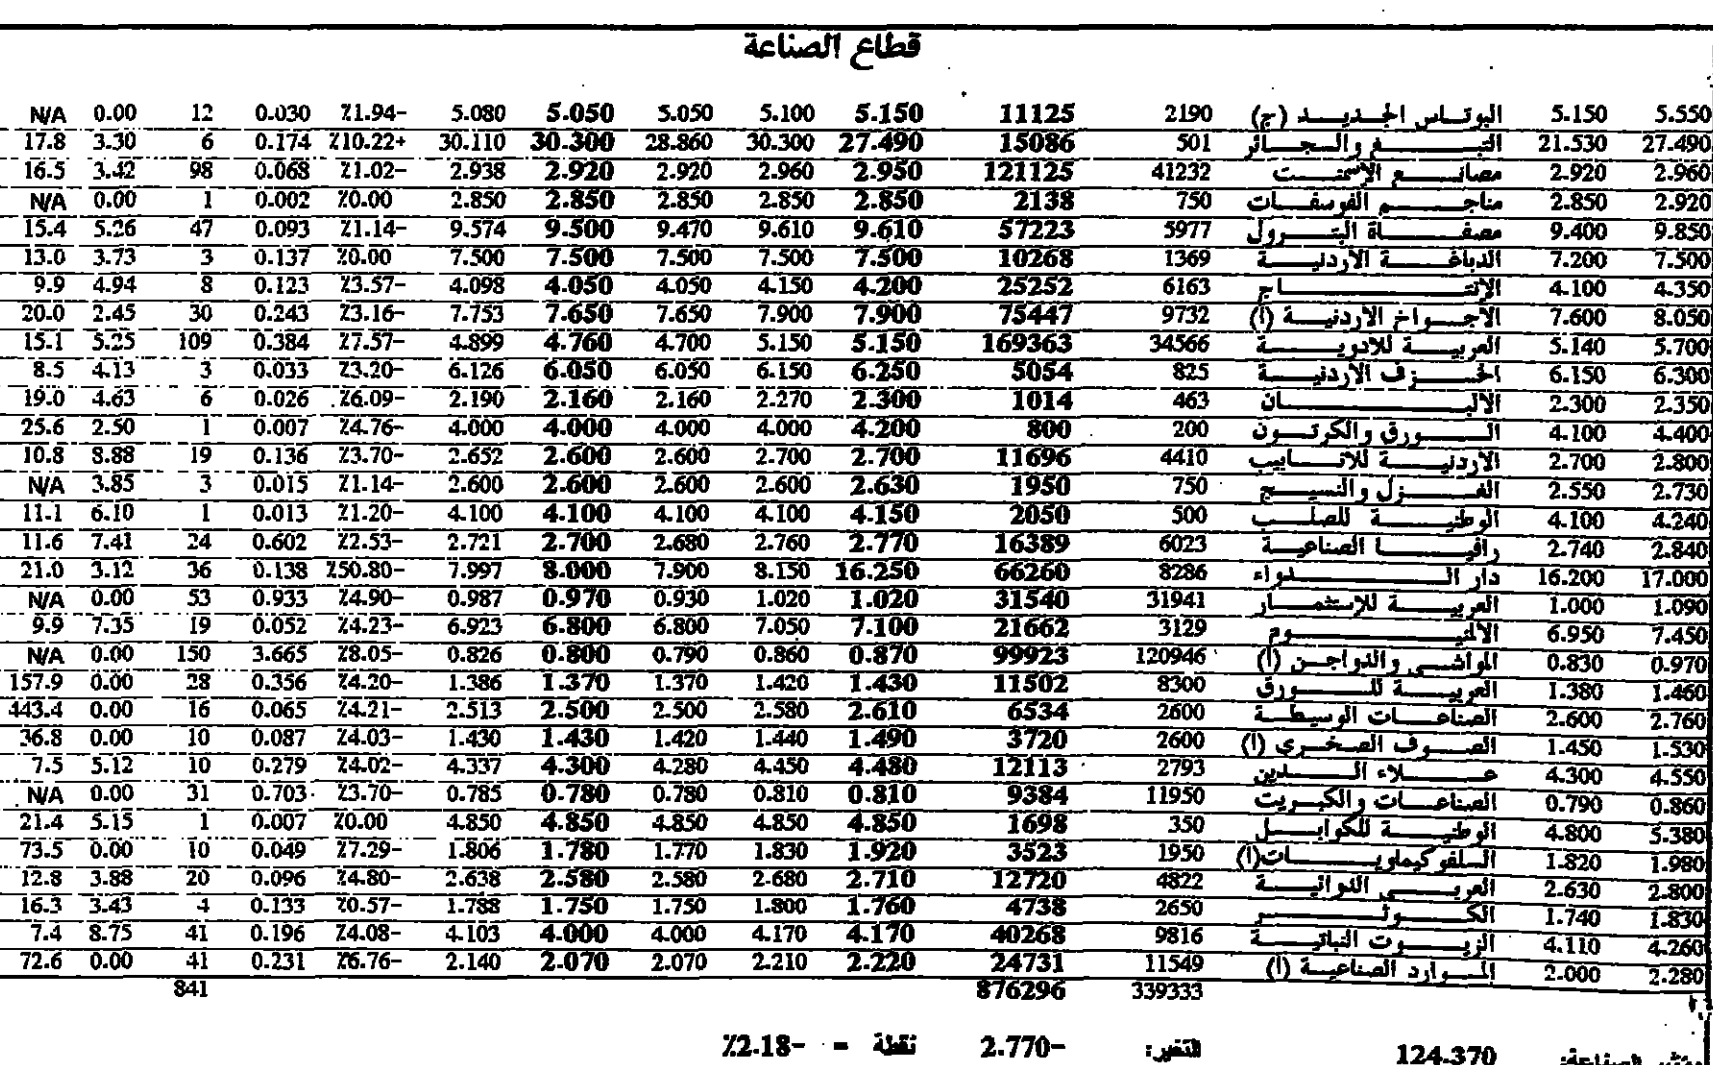 قطاع الصناعة
5.550 5.150 البوتاس الجديد (ج) 2190 11125 5.150 5.100 5.050 5.050 5.080 -1.94٪ 0.030 12 0.00 N/A
27.490 21.530 التبغ والسجائر 501 15086 27.490 30.300 28.860 30.300 30.110 +10.22٪ 0.174 6 3.30 17.8
2.960 2.920 مصانع الاسمنت 41232 121125 2.950 2.960 2.920 2.920 2.938 -1.02٪ 0.068 98 3.42 16.5
2.920 2.850 مناجم الفوسفات 750 2138 2.850 2.850 2.850 2.850 2.850 0.00٪ 0.002 1 0.00 N/A
9.850 9.400 مصفاة البترول 5977 57223 9.610 9.610 9.470 9.500 9.574 -1.14٪ 0.093 47 5.26 15.4
7.500 7.200 الدباغة الأردنية 1369 10268 7.500 7.500 7.500 7.500 7.500 0.00٪ 0.137 3 3.73 13.0
4.350 4.100 الإنتاج 6163 25252 4.200 4.150 4.050 4.050 4.098 -3.57٪ 0.123 8 4.94 9.9
8.050 7.600 الأجواخ الأردنية (أ) 9732 75447 7.900 7.900 7.650 7.650 7.753 -3.16٪ 0.243 30 2.45 20.0
5.700 5.140 العربية للادوية 34566 169363 5.150 5.150 4.700 4.760 4.899 -7.57٪ 0.384 109 5.25 15.1
6.300 6.150 الخزف الأردنية 825 5054 6.250 6.150 6.050 6.050 6.126 -3.20٪ 0.033 3 4.13 8.5
2.350 2.300 الألبان 463 1014 2.300 2.270 2.160 2.160 2.190 -6.09٪ 0.026 6 4.63 19.0
4.400 4.100 الورق والكرتون 200 800 4.200 4.000 4.000 4.000 4.000 -4.76٪ 0.007 1 2.50 25.6
2.800 2.700 الأردنية للانابيب 4410 11696 2.700 2.700 2.600 2.600 2.652 -3.70٪ 0.136 19 8.88 10.8
2.730 2.550 الغزل والنسيج 750 1950 2.630 2.600 2.600 2.600 2.600 -1.14٪ 0.015 3 3.85 N/A
4.240 4.100 الوطنية للصلب 500 2050 4.150 4.100 4.100 4.100 4.100 -1.20٪ 0.013 1 6.10 11.1
2.840 2.740 رافيا الصناعية 6023 16389 2.770 2.760 2.680 2.700 2.721 -2.53٪ 0.602 24 7.41 11.6
17.000 16.200 دار الدواء 8286 66260 16.250 8.150 7.900 8.000 7.997 -50.80٪ 0.138 36 3.12 21.0
1.090 1.000 العربية للإستثمار 31941 31540 1.020 1.020 0.930 0.970 0.987 -4.90٪ 0.933 53 0.00 N/A
7.450 6.950 الالمنيوم 3129 21662 7.100 7.050 6.800 6.800 6.923 -4.23٪ 0.052 19 7.35 9.9
0.970 0.830 المواشي والدواجن (أ) 120946 99923 0.870 0.860 0.790 0.800 0.826 -8.05٪ 3.665 150 0.00 N/A
1.460 1.380 العربية للورق 8300 11502 1.430 1.420 1.370 1.370 1.386 -4.20٪ 0.356 28 0.00 157.9
2.760 2.600 الصناعات الوسيطة 2600 6534 2.610 2.580 2.500 2.500 2.513 -4.21٪ 0.065 16 0.00 443.4
1.530 1.450 الصوف الصخري (أ) 2600 3720 1.490 1.440 1.420 1.430 1.430 -4.03٪ 0.087 10 0.00 36.8
4.550 4.300 علاء الدين 2793 12113 4.480 4.450 4.280 4.300 4.337 -4.02٪ 0.279 10 5.12 7.5
0.860 0.790 الصناعات والكبريت 11950 9384 0.810 0.810 0.780 0.780 0.785 -3.70٪ 0.703 31 0.00 N/A
5.380 4.800 الوطنية للكوابل 350 1698 4.850 4.850 4.850 4.850 4.850 0.00٪ 0.007 1 5.15 21.4
1.980 1.820 السلفوكيماويات(أ) 1950 3523 1.920 1.830 1.770 1.780 1.806 -7.29٪ 0.049 10 0.00 73.5
2.800 2.630 العربي الدوائية 4822 12720 2.710 2.680 2.580 2.580 2.638 -4.80٪ 0.096 20 3.88 12.8
1.830 1.740 الكوثر 2650 4738 1.760 1.800 1.750 1.750 1.788 -0.57٪ 0.133 4 3.43 16.3
4.260 4.110 الزيوت النباتية 9816 40268 4.170 4.170 4.000 4.000 4.103 -4.08٪ 0.196 41 8.75 7.4
2.280 2.000 الموارد الصناعية (أ) 11549 24731 2.220 2.210 2.070 2.070 2.140 -6.76٪ 0.231 41 0.00 72.6
339333 876296 841
124.370 التغير: -2.770 نقطة = -2.18٪